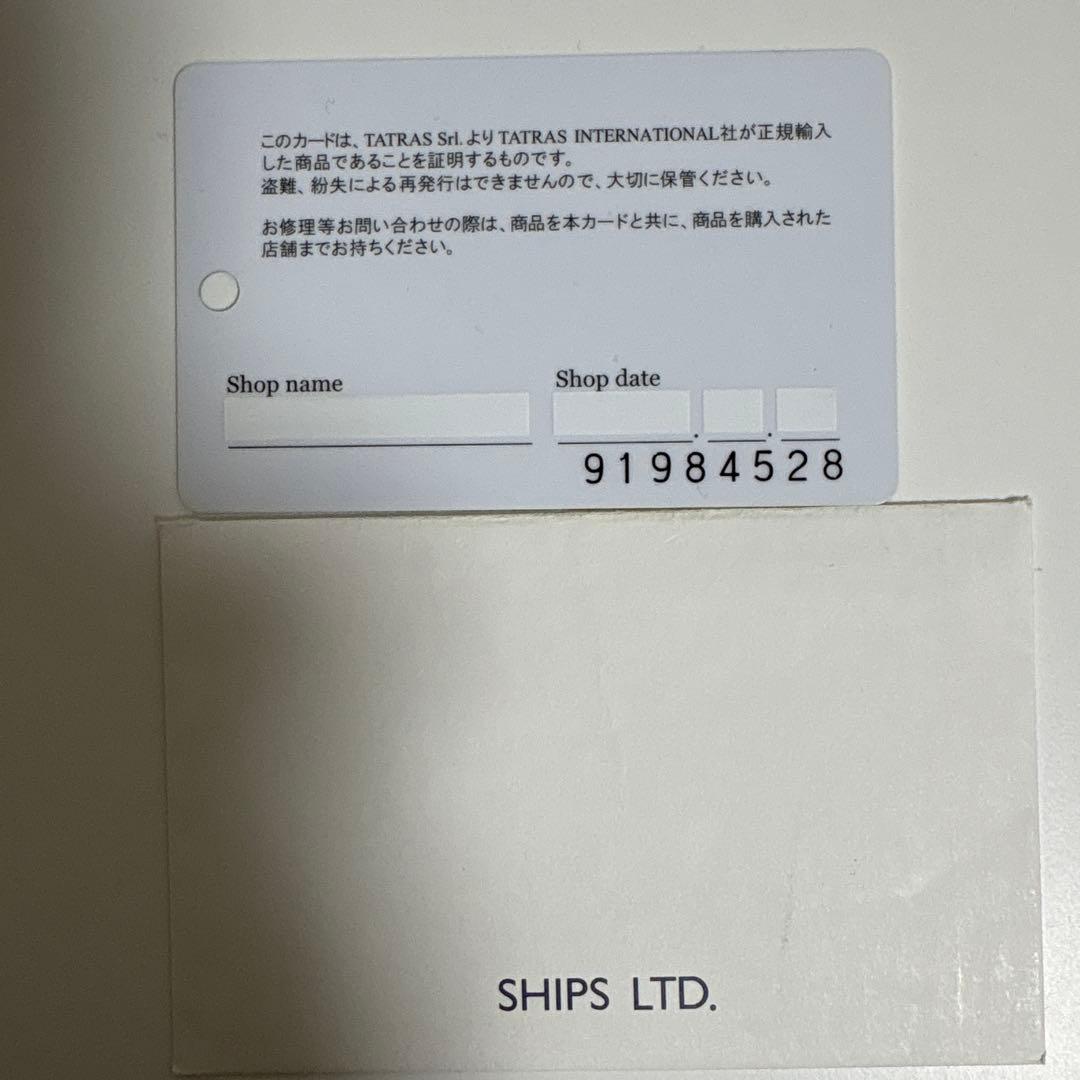 このカードは、TATRAS Srl.よりTATRAS INTERNATIONAL社が正規輸入
した商品であることを証明するものです。
盗難、紛失による再発行はできませんので、大切に保管ください。
お修理等お問い合わせの際は、商品を本カードと共に、商品を購入された
店舗までお持ちください。
Shop name
Shop date
91984528
SHIPS LTD.